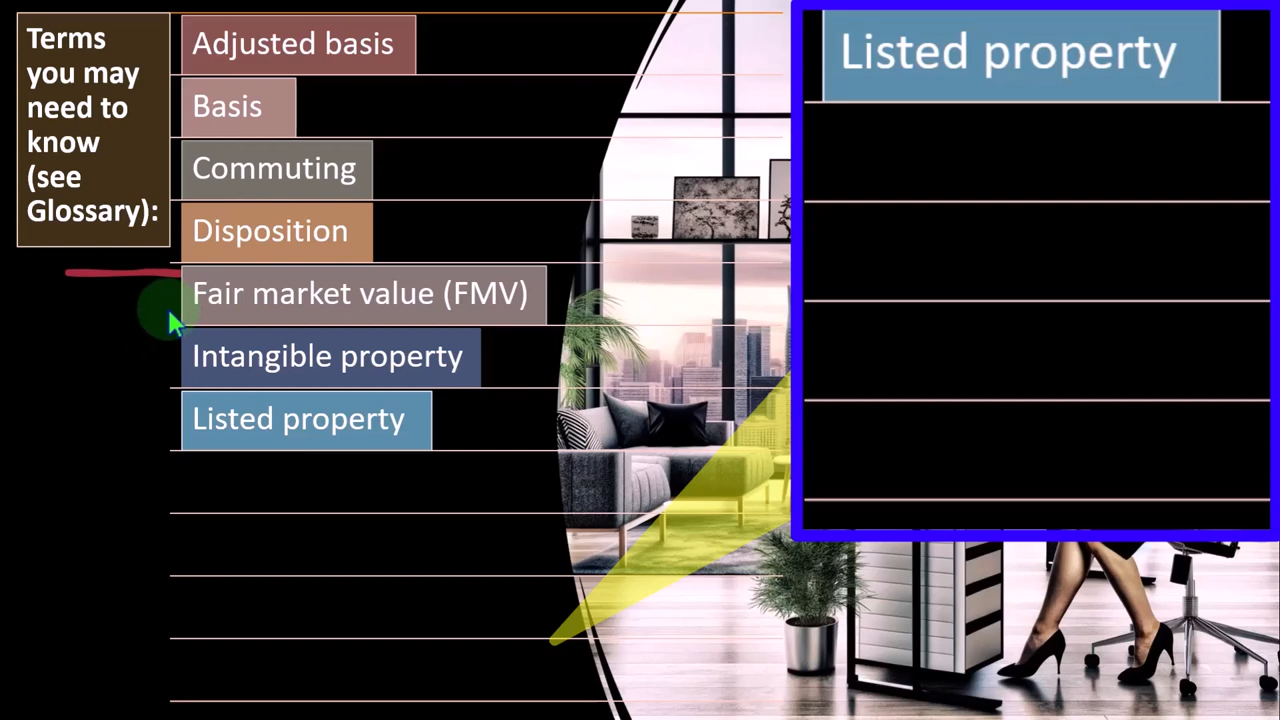 Terms
you may
need to
know
(see
Glossary):
Adjusted basis
Basis
Commuting
Disposition
Fair market value (FMV)
Intangible property
Listed property
Listed property